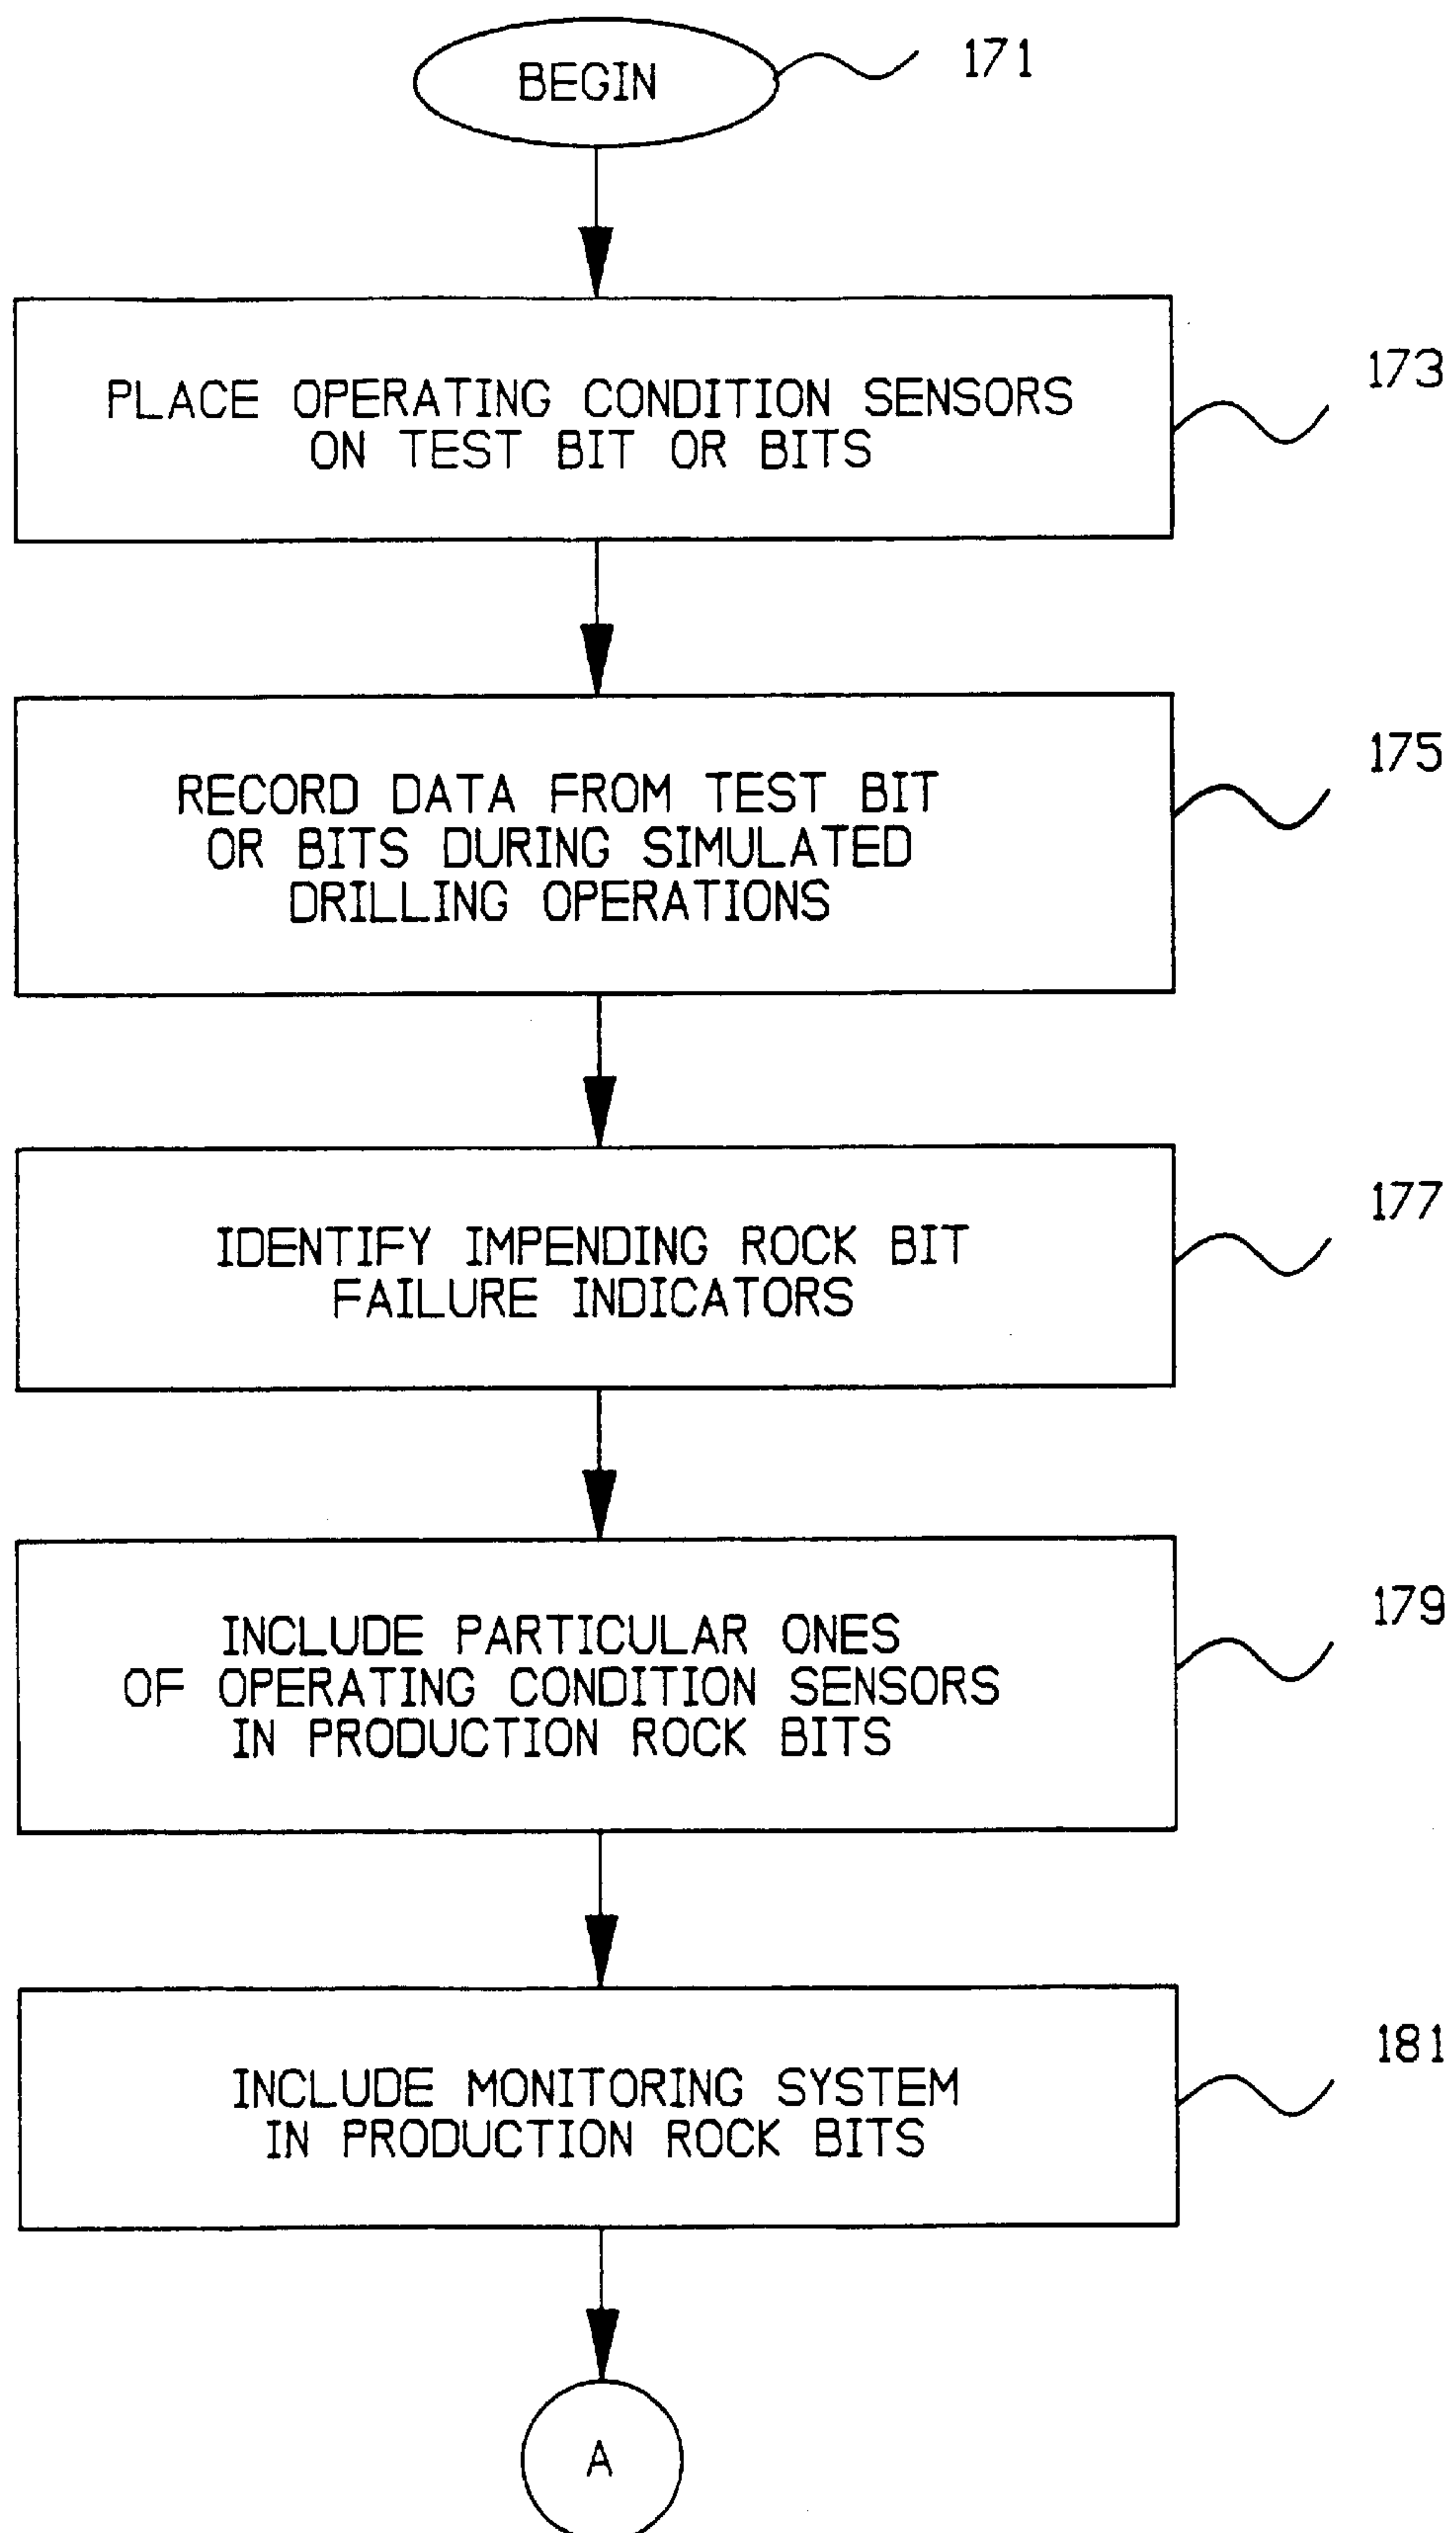 BEGIN
171
PLACE OPERATING CONDITION SENSORS
ON TEST BIT OR BITS
173
RECORD DATA FROM TEST BIT
OR BITS DURING SIMULATED
DRILLING OPERATIONS
175
IDENTIFY IMPENDING ROCK BIT
FAILURE INDICATORS
177
INCLUDE PARTICULAR ONES
OF OPERATING CONDITION SENSORS
IN PRODUCTION ROCK BITS
179
INCLUDE MONITORING SYSTEM
IN PRODUCTION ROCK BITS
181
A